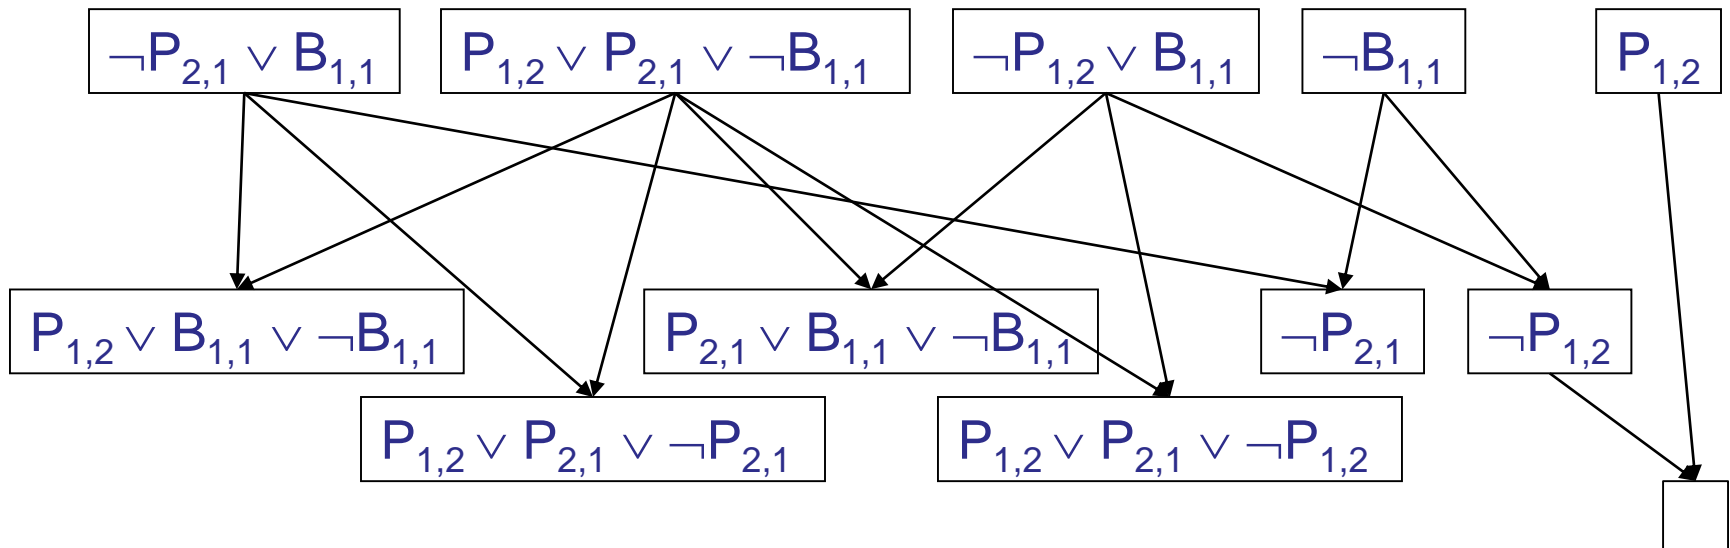 ¬P2,1 ∨ B1,1
P1,2 ∨ P2,1 ∨ ¬B1,1
¬P1,2 ∨ B1,1
¬B1,1
P1,2
P1,2 ∨ B1,1 ∨ ¬B1,1
P2,1 ∨ B1,1 ∨ ¬B1,1
¬P2,1
¬P1,2
P1,2 ∨ P2,1 ∨ ¬P2,1
P1,2 ∨ P2,1 ∨ ¬P1,2